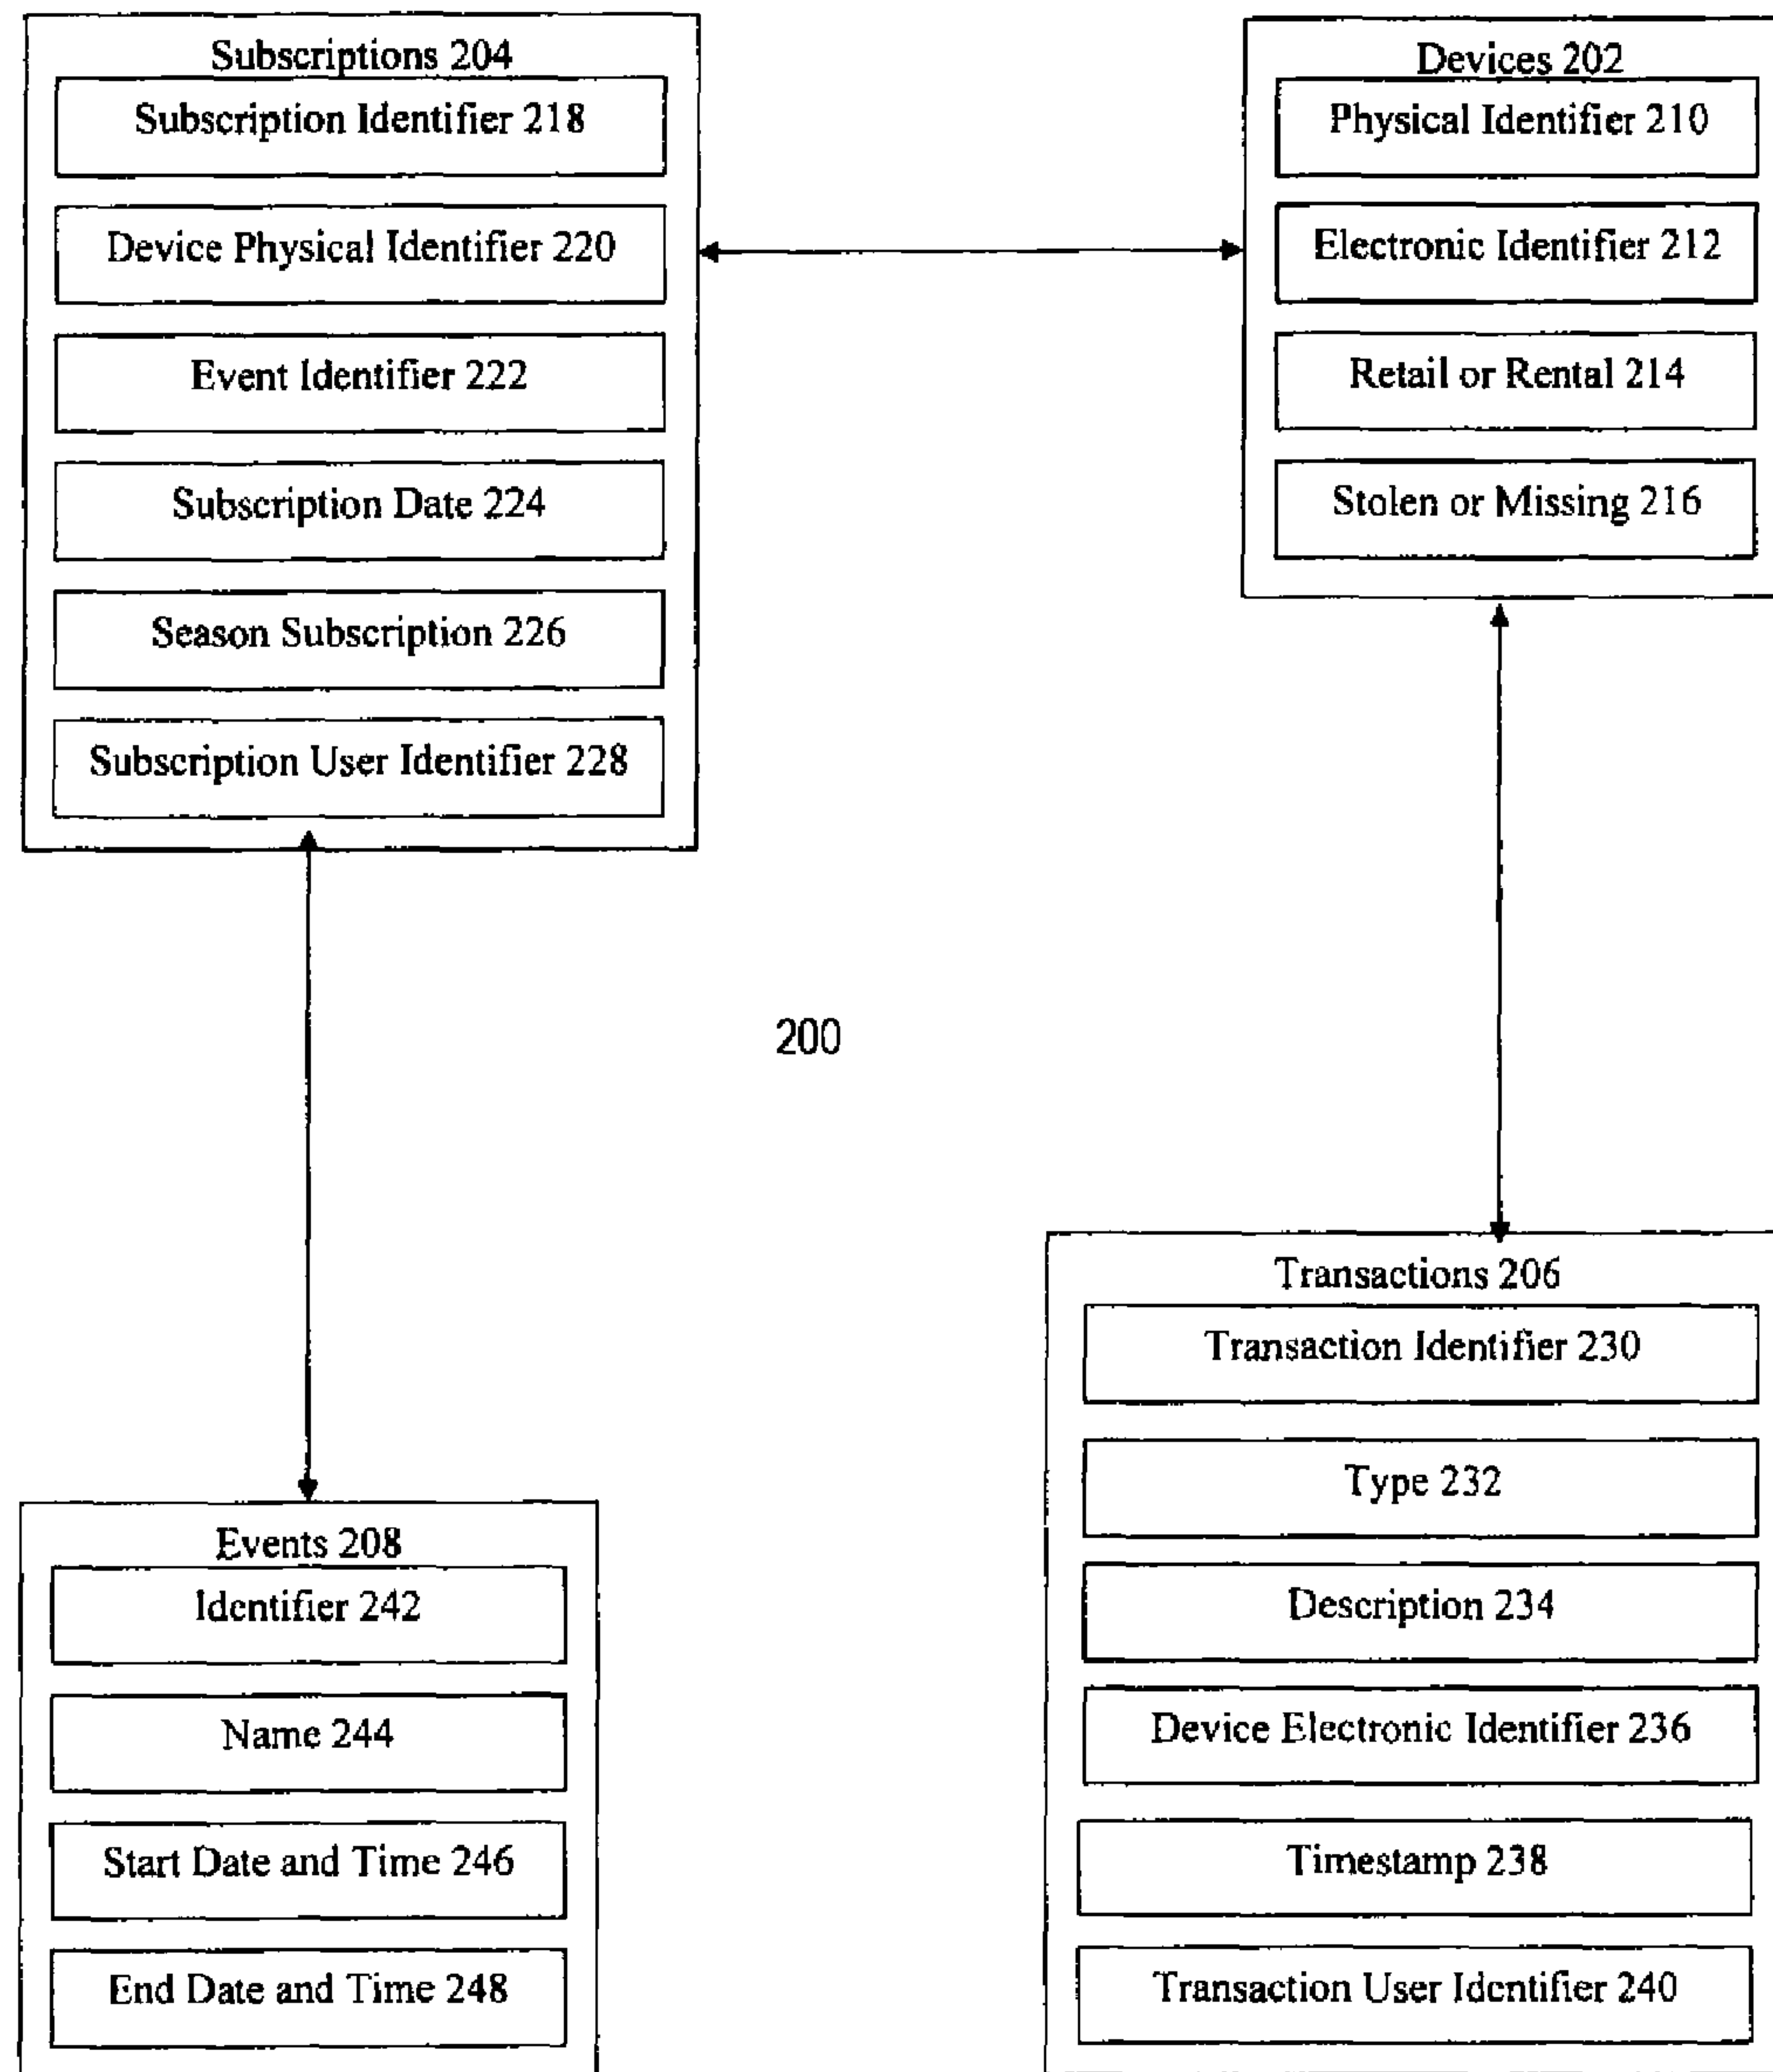 Subscriptions 204
Subscription Identifier 218
Device Physical Identifier 220
Event Identifier 222
Subscription Date 224
Season Subscription 226
Subscription User Identifier 228
Devices 202
Physical Identifier 210
Electronic Identifier 212
Retail or Rental 214
Stolen or Missing 216
200
Events 208
Identifier 242
Name 244
Start Date and Time 246
End Date and Time 248
Transactions 206
Transaction Identifier 230
Type 232
Description 234
Device Electronic Identifier 236
Timestamp 238
Transaction User Identifier 240